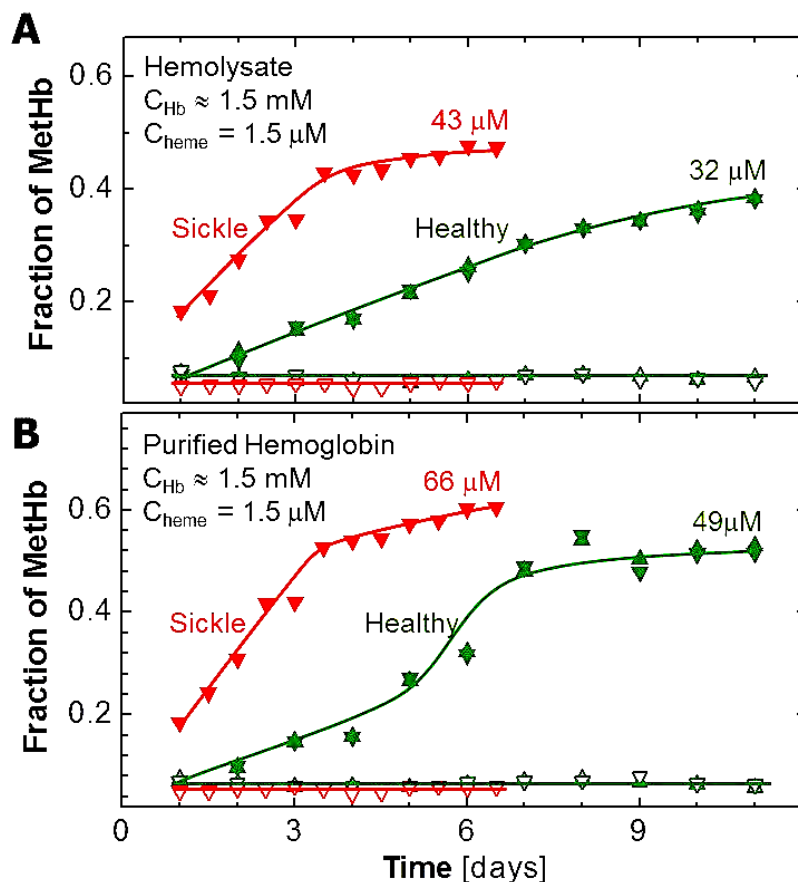 A
Hemolysate
C_Hb ≈ 1.5 mM
C_heme = 1.5 μM
43 μM
32 μM
Sickle
Healthy
Fraction of MetHb
0.6
0.4
0.2
B
Purified Hemoglobin
C_Hb ≈ 1.5 mM
C_heme = 1.5 μM
66 μM
49μM
Sickle
Healthy
Fraction of MetHb
0.6
0.4
0.2
0 3 6 9
Time [days]